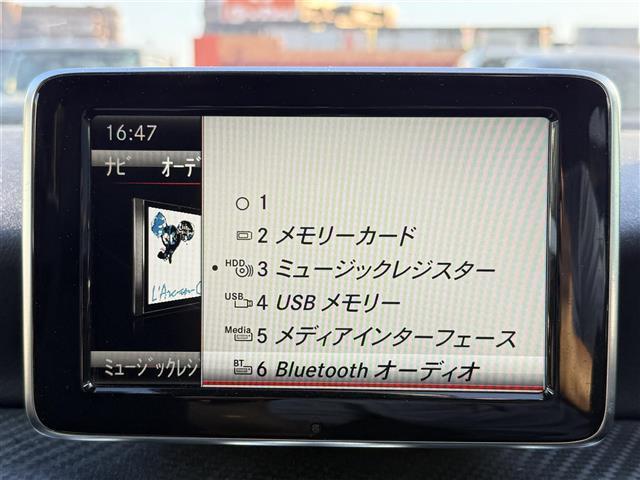 16:47
ナビ オーデ
1
2 メモリーカード
HDD 3 ミュージックレジスター
USB 4 USB メモリー
Media 5 メディアインターフェース
BT 6 Bluetooth オーディオ
L'Arc~en~C
ミュージックレジ